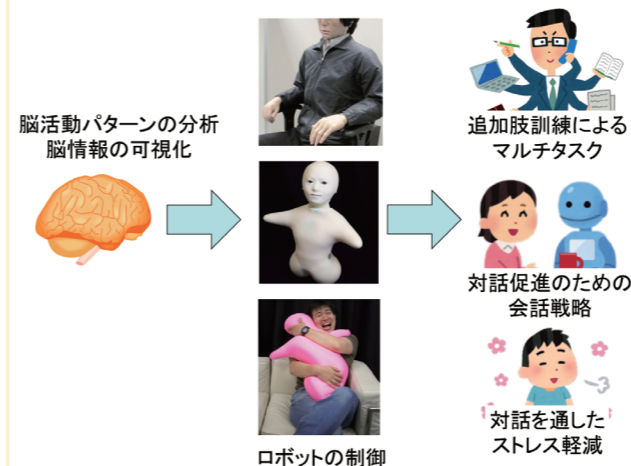 脳活動パターンの分析
脳情報の可視化
ロボットの制御
追加肢訓練による
マルチタスク
対話促進のための
会話戦略
対話を通した
ストレス軽減